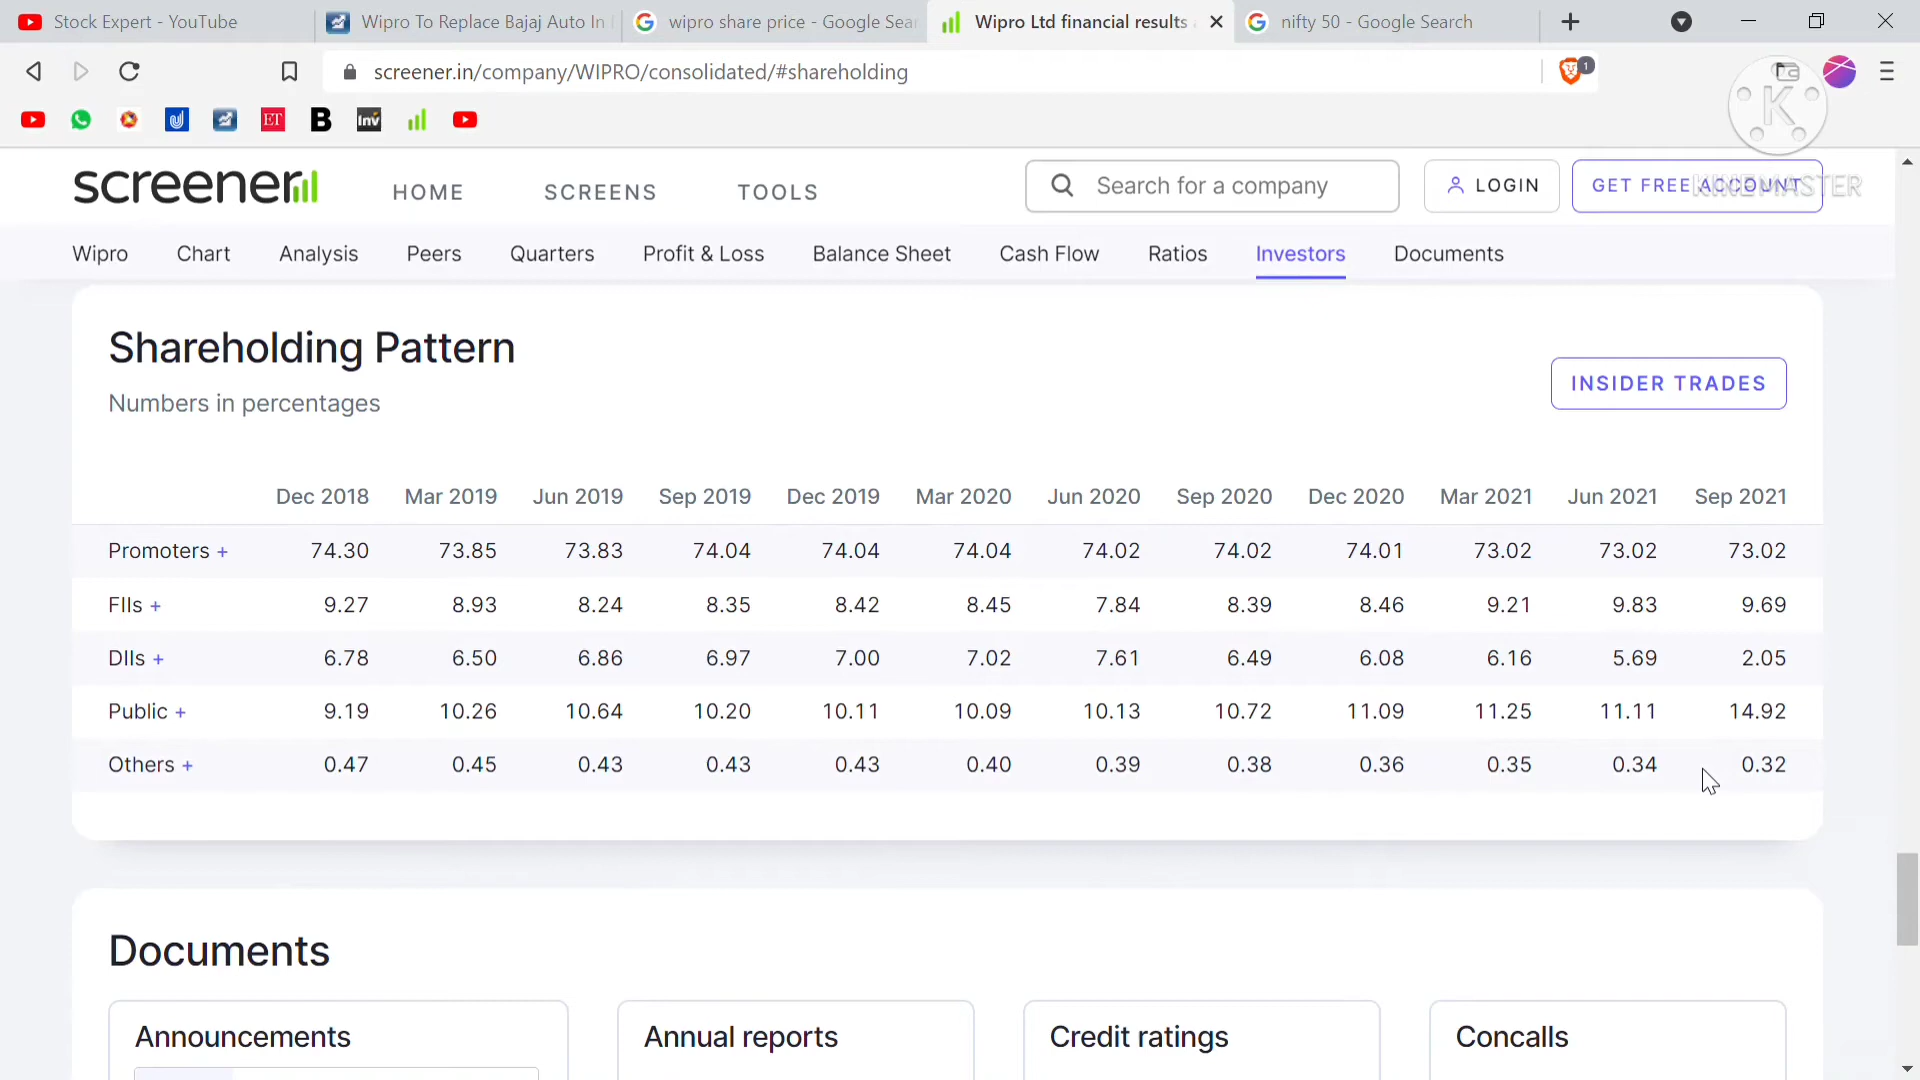 Stock Expert - YouTube
Wipro To Replace Bajaj Auto In
wipro share price - Google Sear
Wipro Ltd financial results
nifty 50 - Google Search
screener.in/company/WIPRO/consolidated/#shareholding
1
ET
B
Inv
K
KINEMASTER
screener
HOME
SCREENS
TOOLS
Search for a company
LOGIN
GET FREE ACCOUNT
Wipro Chart Analysis Peers Quarters Profit & Loss Balance Sheet Cash Flow Ratios Investors Documents
Shareholding Pattern
Numbers in percentages
INSIDER TRADES
Dec 2018 Mar 2019 Jun 2019 Sep 2019 Dec 2019 Mar 2020 Jun 2020 Sep 2020 Dec 2020 Mar 2021 Jun 2021 Sep 2021
Promoters + 74.30 73.85 73.83 74.04 74.04 74.04 74.02 74.02 74.01 73.02 73.02 73.02
FIIs + 9.27 8.93 8.24 8.35 8.42 8.45 7.84 8.39 8.46 9.21 9.83 9.69
DIIs + 6.78 6.50 6.86 6.97 7.00 7.02 7.61 6.49 6.08 6.16 5.69 2.05
Public + 9.19 10.26 10.64 10.20 10.11 10.09 10.13 10.72 11.09 11.25 11.11 14.92
Others + 0.47 0.45 0.43 0.43 0.43 0.40 0.39 0.38 0.36 0.35 0.34 0.32
Documents
Announcements
Annual reports
Credit ratings
Concalls